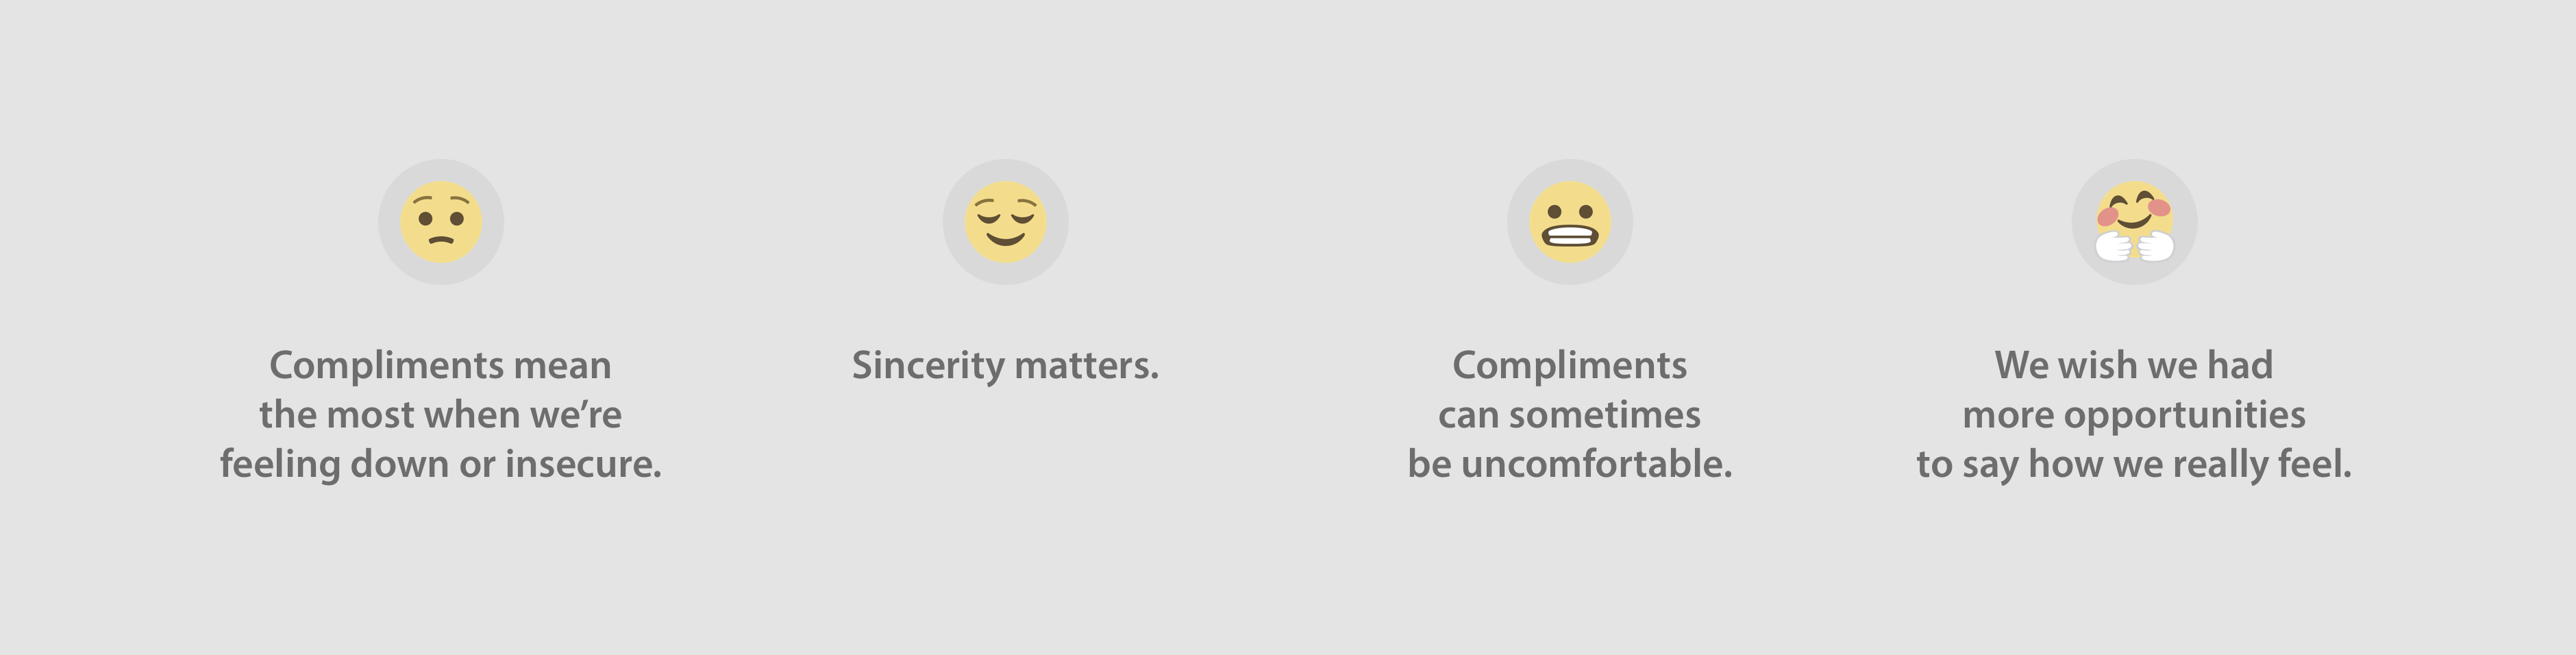 Compliments mean
the most when we’re
feeling down or insecure.
Sincerity matters.
Compliments
can sometimes
be uncomfortable.
We wish we had
more opportunities
to say how we really feel.